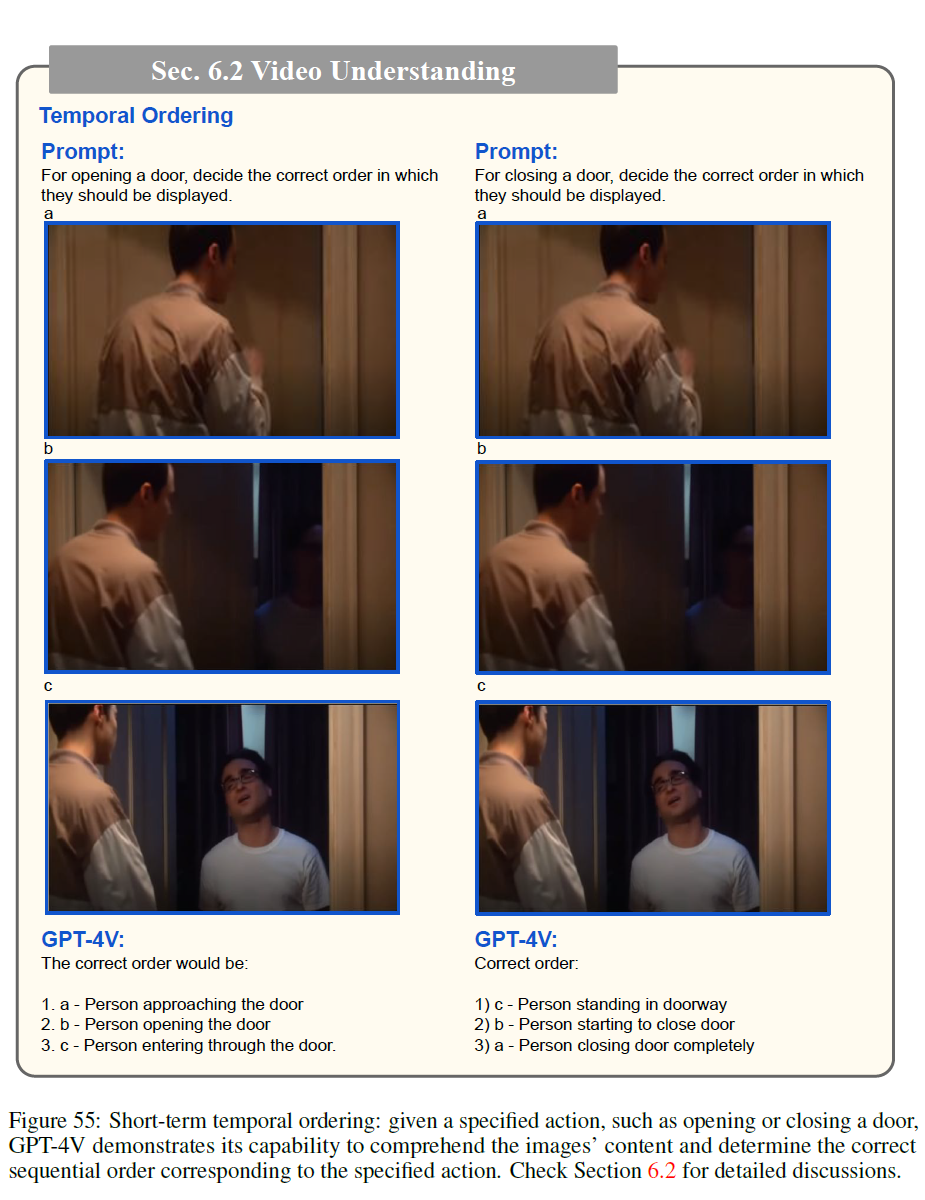 Sec. 6.2 Video Understanding
Temporal Ordering
Prompt:
For opening a door, decide the correct order in which
they should be displayed.
a
b
c
GPT-4V:
The correct order would be:
1. a - Person approaching the door
2. b - Person opening the door
3. c - Person entering through the door.
Prompt:
For closing a door, decide the correct order in which
they should be displayed.
a
b
c
GPT-4V:
Correct order:
1) c - Person standing in doorway
2) b - Person starting to close door
3) a - Person closing door completely
Figure 55: Short-term temporal ordering: given a specified action, such as opening or closing a door,
GPT-4V demonstrates its capability to comprehend the images’ content and determine the correct
sequential order corresponding to the specified action. Check Section 6.2 for detailed discussions.